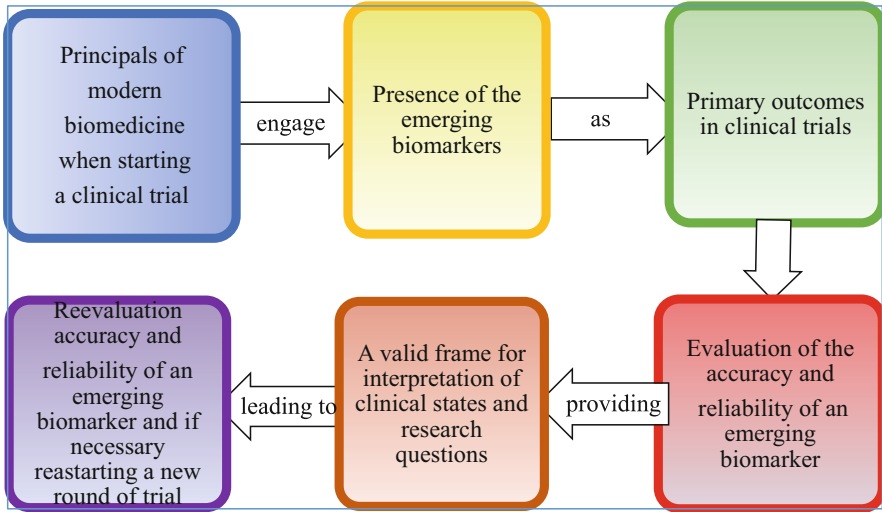 Principals of
modern
biomedicine
when starting
a clinical trial
engage
Presence of the
emerging
biomarkers
as
Primary outcomes
in clinical trials
Evaluation of the
accuracy and
reliability of an
emerging
biomarker
providing
A valid frame for
interpretation of
clinical states and
research
questions
leading to
Reevaluation
accuracy and
reliability of an
emerging
biomarker and if
necessary
reastarting a new
round of trial